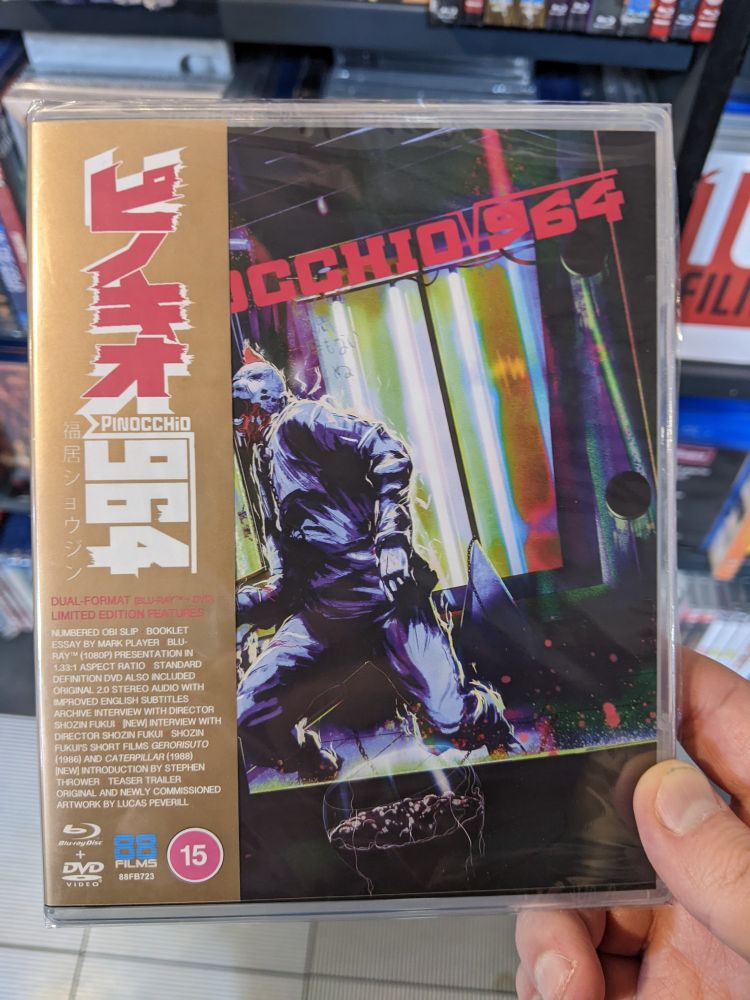 ピノキオ
PINOCCHIO
√964
福居ショウジン
DUAL-FORMAT (BLU-RAY™ + DVD)
LIMITED EDITION FEATURES
NUMBERED OBI SLIP BOOKLET
ESSAY BY MARK PLAYER BLU-
RAY™ (1080P) PRESENTATION IN
1.33:1 ASPECT RATIO STANDARD
DEFINITION DVD ALSO INCLUDED
ORIGINAL 2.0 STEREO AUDIO WITH
IMPROVED ENGLISH SUBTITLES
ARCHIVE INTERVIEW WITH DIRECTOR
SHOZIN FUKUI [NEW] INTERVIEW WITH
DIRECTOR SHOZIN FUKUI SHOZIN
FUKUI'S SHORT FILMS GERORISUTO
(1986) AND CATERPILLAR (1988)
[NEW] INTRODUCTION BY STEPHEN
THROWER TEASER TRAILER
ORIGINAL AND NEWLY COMMISSIONED
ARTWORK BY LUCAS PEVERILL
Blu-ray Disc
+
DVD
VIDEO
88
FILMS
88FB723
15
OCCHIO√964
10
FIL